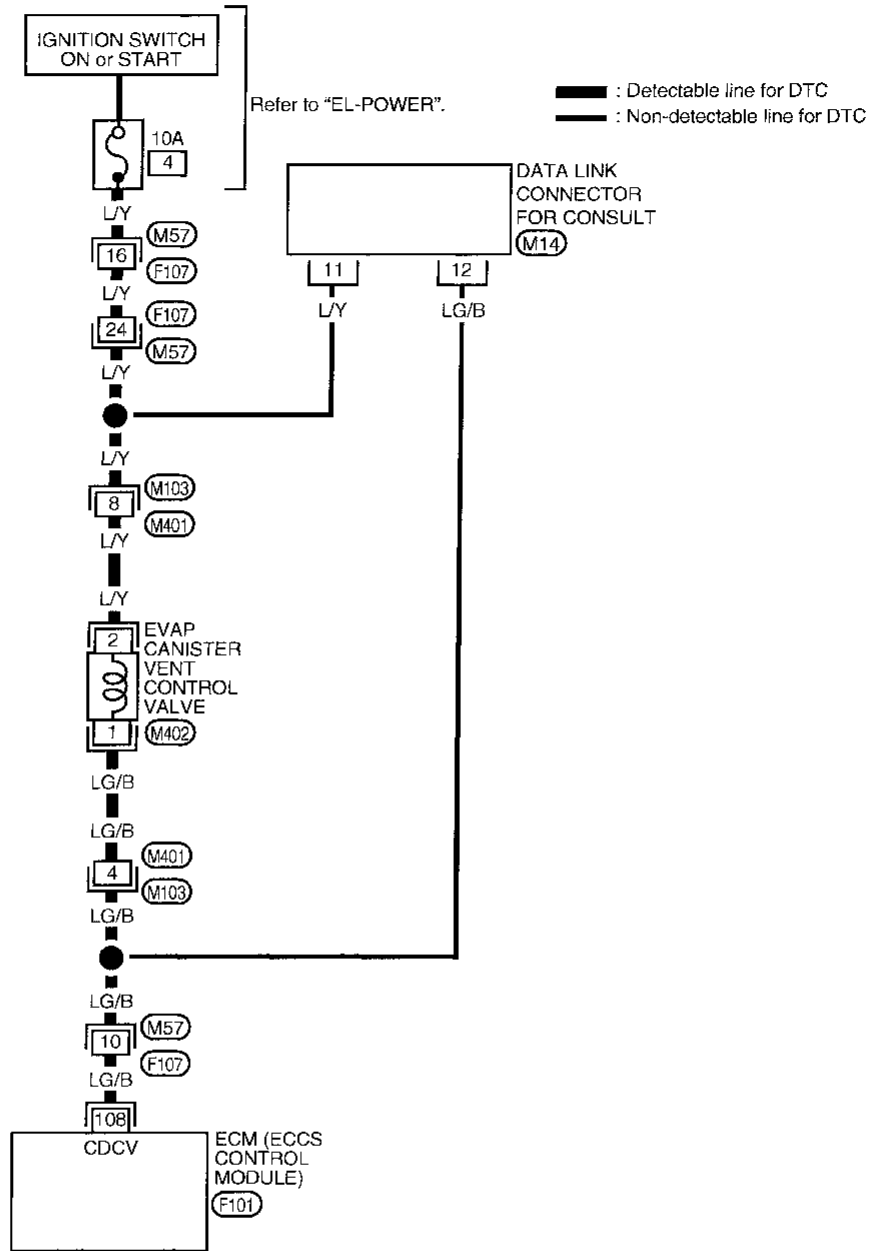 IGNITION SWITCH
ON or START
Refer to "EL-POWER".
: Detectable line for DTC
: Non-detectable line for DTC
10A
4
L/Y
M57
16
F107
L/Y
F107
24
M57
L/Y
DATA LINK
CONNECTOR
FOR CONSULT
M14
11
12
L/Y
LG/B
L/Y
M103
8
M401
L/Y
L/Y
2
EVAP
CANISTER
VENT
CONTROL
VALVE
1
M402
LG/B
LG/B
M401
4
M103
LG/B
LG/B
M57
10
F107
LG/B
108
CDCV
ECM (ECCS
CONTROL
MODULE)
F101